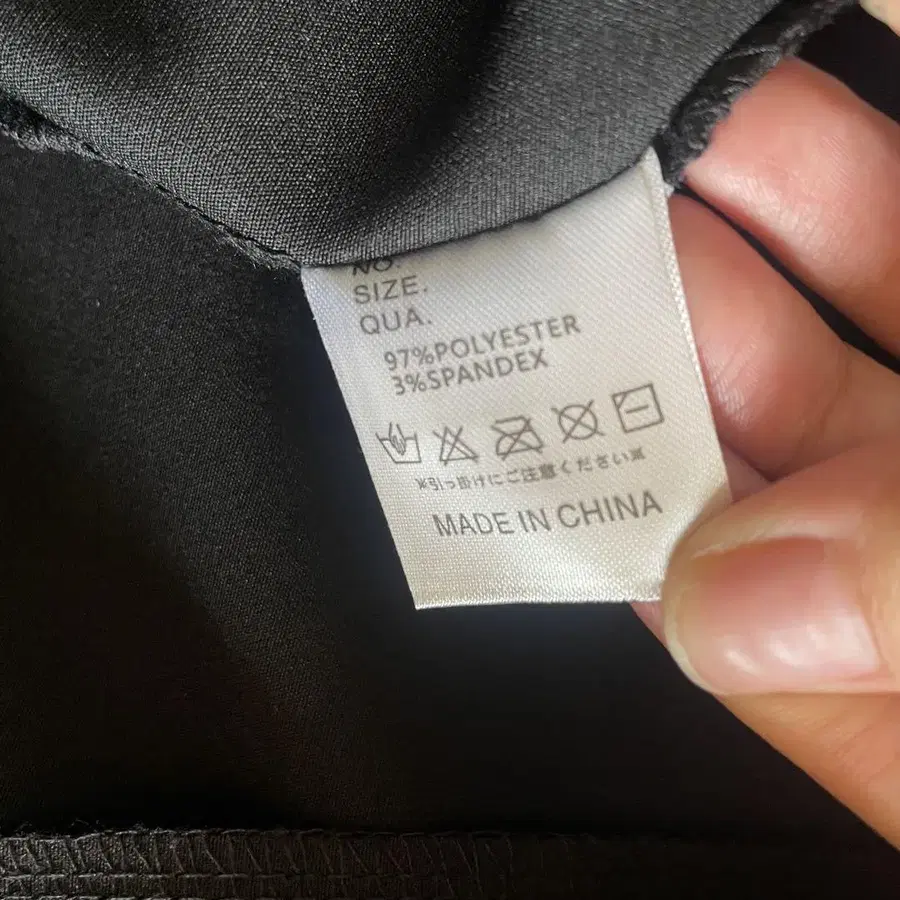 NO.
SIZE.
QUA.
97%POLYESTER
3%SPANDEX
※引っ掛けにご注意ください※
MADE IN CHINA